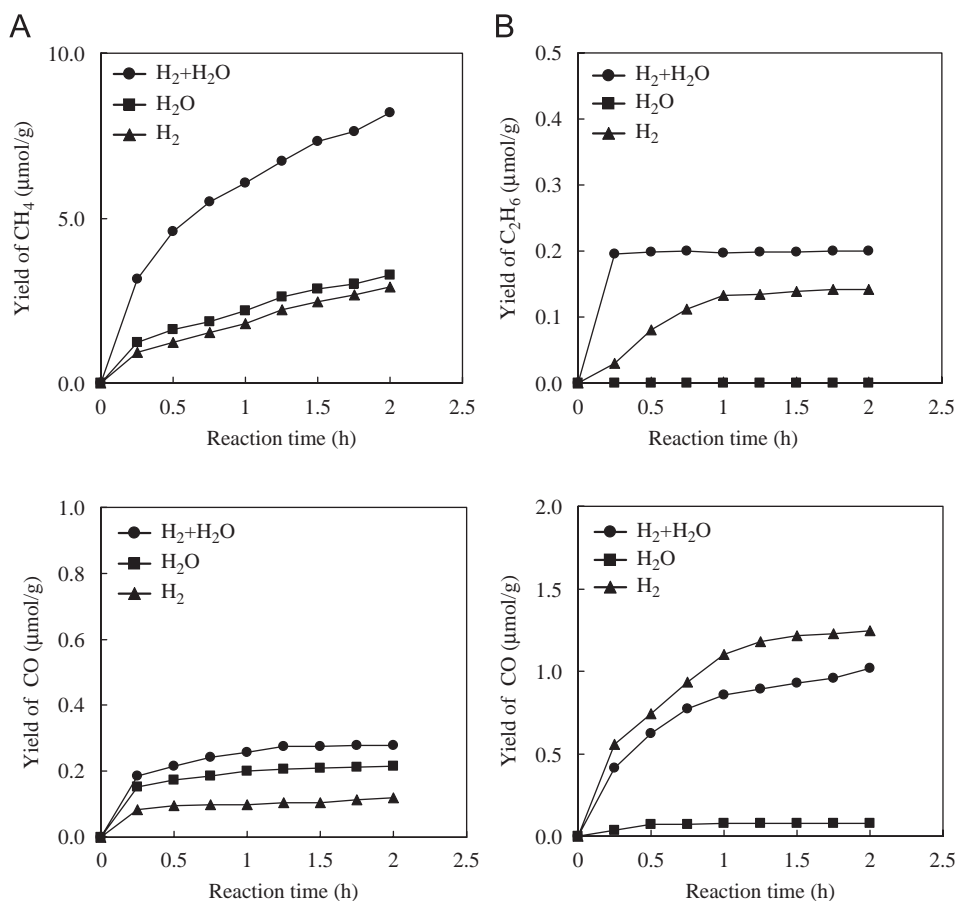 A
10.0
5.0
0.0
Yield of CH4 (μmol/g)
H2+H2O
H2O
H2
0 0.5 1 1.5 2 2.5
Reaction time (h)
B
0.5
0.4
0.3
0.2
0.1
0.0
Yield of C2H6 (μmol/g)
H2+H2O
H2O
H2
0 0.5 1 1.5 2 2.5
Reaction time (h)
1.0
0.8
0.6
0.4
0.2
0.0
Yield of CO (μmol/g)
H2+H2O
H2O
H2
0 0.5 1 1.5 2 2.5
Reaction time (h)
2.0
1.5
1.0
0.5
0.0
Yield of CO (μmol/g)
H2+H2O
H2O
H2
0 0.5 1 1.5 2 2.5
Reaction time (h)